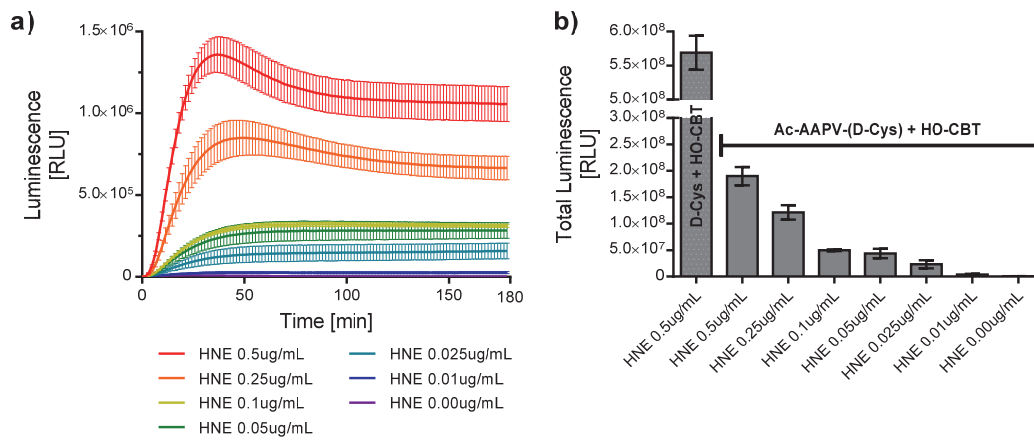 a)
Luminescence
[RLU]
1.5×10⁶
1.0×10⁶
5.0×10⁵
0
0
50
100
150
180
Time [min]
HNE 0.5ug/mL
HNE 0.25ug/mL
HNE 0.1ug/mL
HNE 0.05ug/mL
HNE 0.025ug/mL
HNE 0.01ug/mL
HNE 0.00ug/mL
b)
Total Luminescence
[RLU]
6.0×10⁸
5.5×10⁸
5.0×10⁸
3.0×10⁸
2.5×10⁸
2.0×10⁸
1.5×10⁸
1.0×10⁸
5.0×10⁷
0
D-Cys + HO-CBT
Ac-AAPV-(D-Cys) + HO-CBT
HNE 0.5ug/mL
HNE 0.5ug/mL
HNE 0.25ug/mL
HNE 0.1ug/mL
HNE 0.05ug/mL
HNE 0.025ug/mL
HNE 0.01ug/mL
HNE 0.00ug/mL